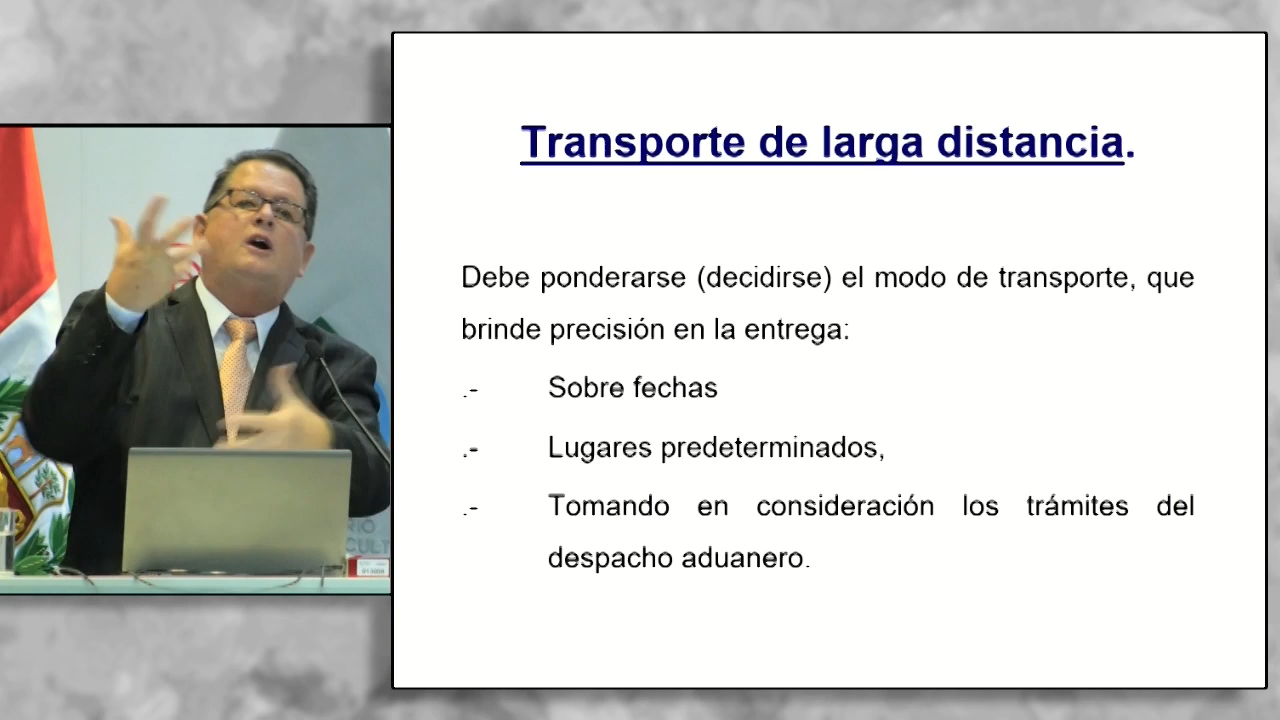 Transporte de larga distancia.
Debe ponderarse (decidirse) el modo de transporte, que
brinde precisión en la entrega:
.- Sobre fechas
.- Lugares predeterminados,
.- Tomando en consideración los trámites del
despacho aduanero.